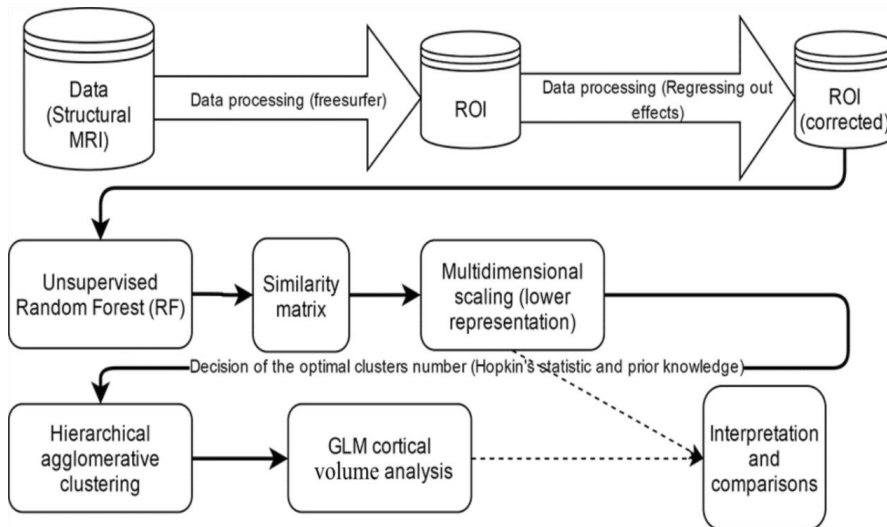 Data
(Structural
MRI)
Data processing (freesurfer)
ROI
Data processing (Regressing out
effects)
ROI
(corrected)
Unsupervised
Random Forest (RF)
Similarity
matrix
Multidimensional
scaling (lower
representation)
Decision of the optimal clusters number (Hopkin's statistic and prior knowledge)
Hierarchical
agglomerative
clustering
GLM cortical
volume analysis
Interpretation
and
comparisons